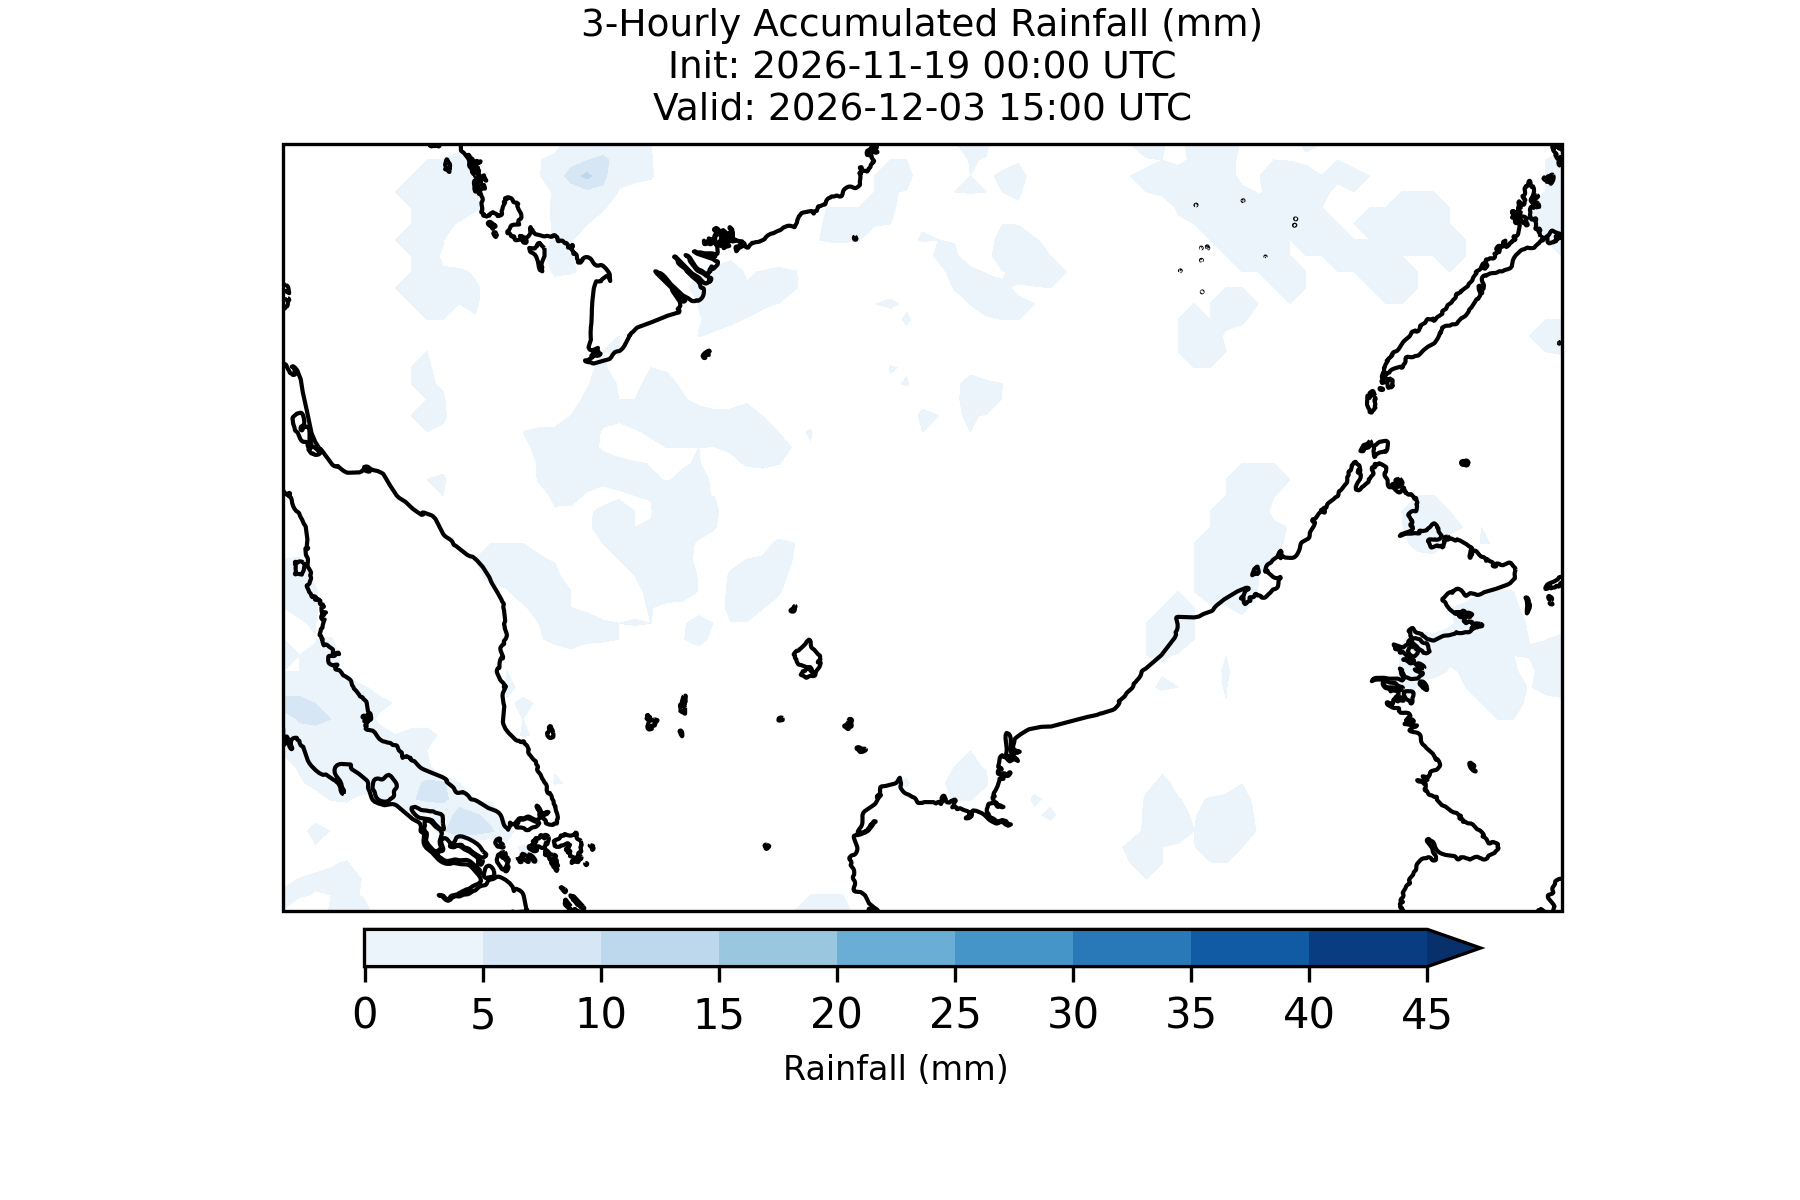 3-Hourly Accumulated Rainfall (mm)
Init: 2026-11-19 00:00 UTC
Valid: 2026-12-03 15:00 UTC
0 5 10 15 20 25 30 35 40 45
Rainfall (mm)